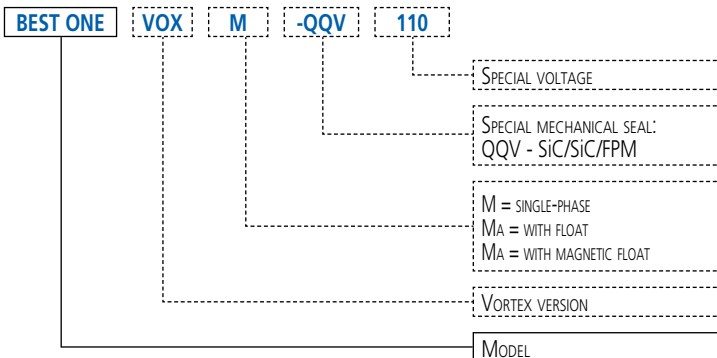 BEST ONE VOX M -QQV 110
SPECIAL VOLTAGE
SPECIAL MECHANICAL SEAL:
QQV - SiC/SiC/FPM
M = SINGLE-PHASE
MA = WITH FLOAT
MA = WITH MAGNETIC FLOAT
VORTEX VERSION
MODEL